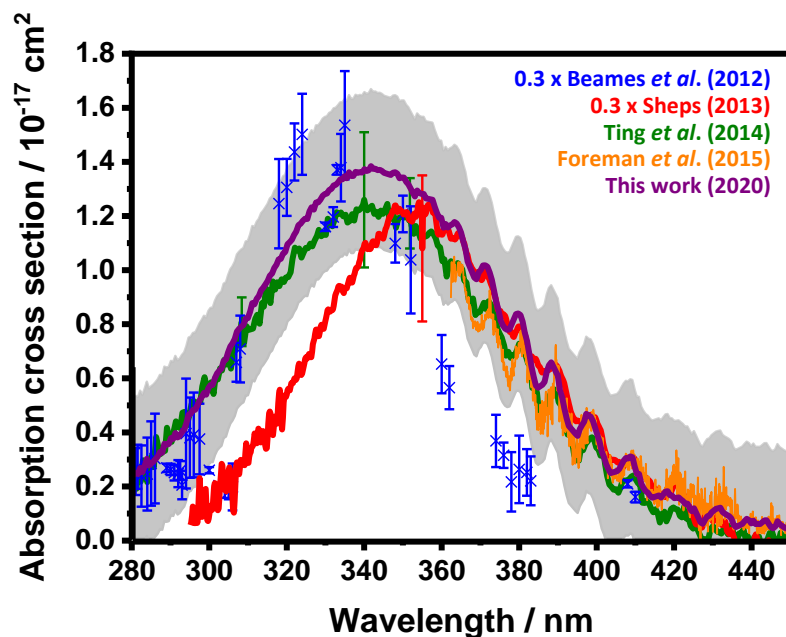 0.3 x Beames et al. (2012)
0.3 x Sheps (2013)
Ting et al. (2014)
Foreman et al. (2015)
This work (2020)
Absorption cross section / 10⁻¹⁷ cm²
1.8
1.6
1.4
1.2
1.0
0.8
0.6
0.4
0.2
0.0
280 300 320 340 360 380 400 420 440
Wavelength / nm